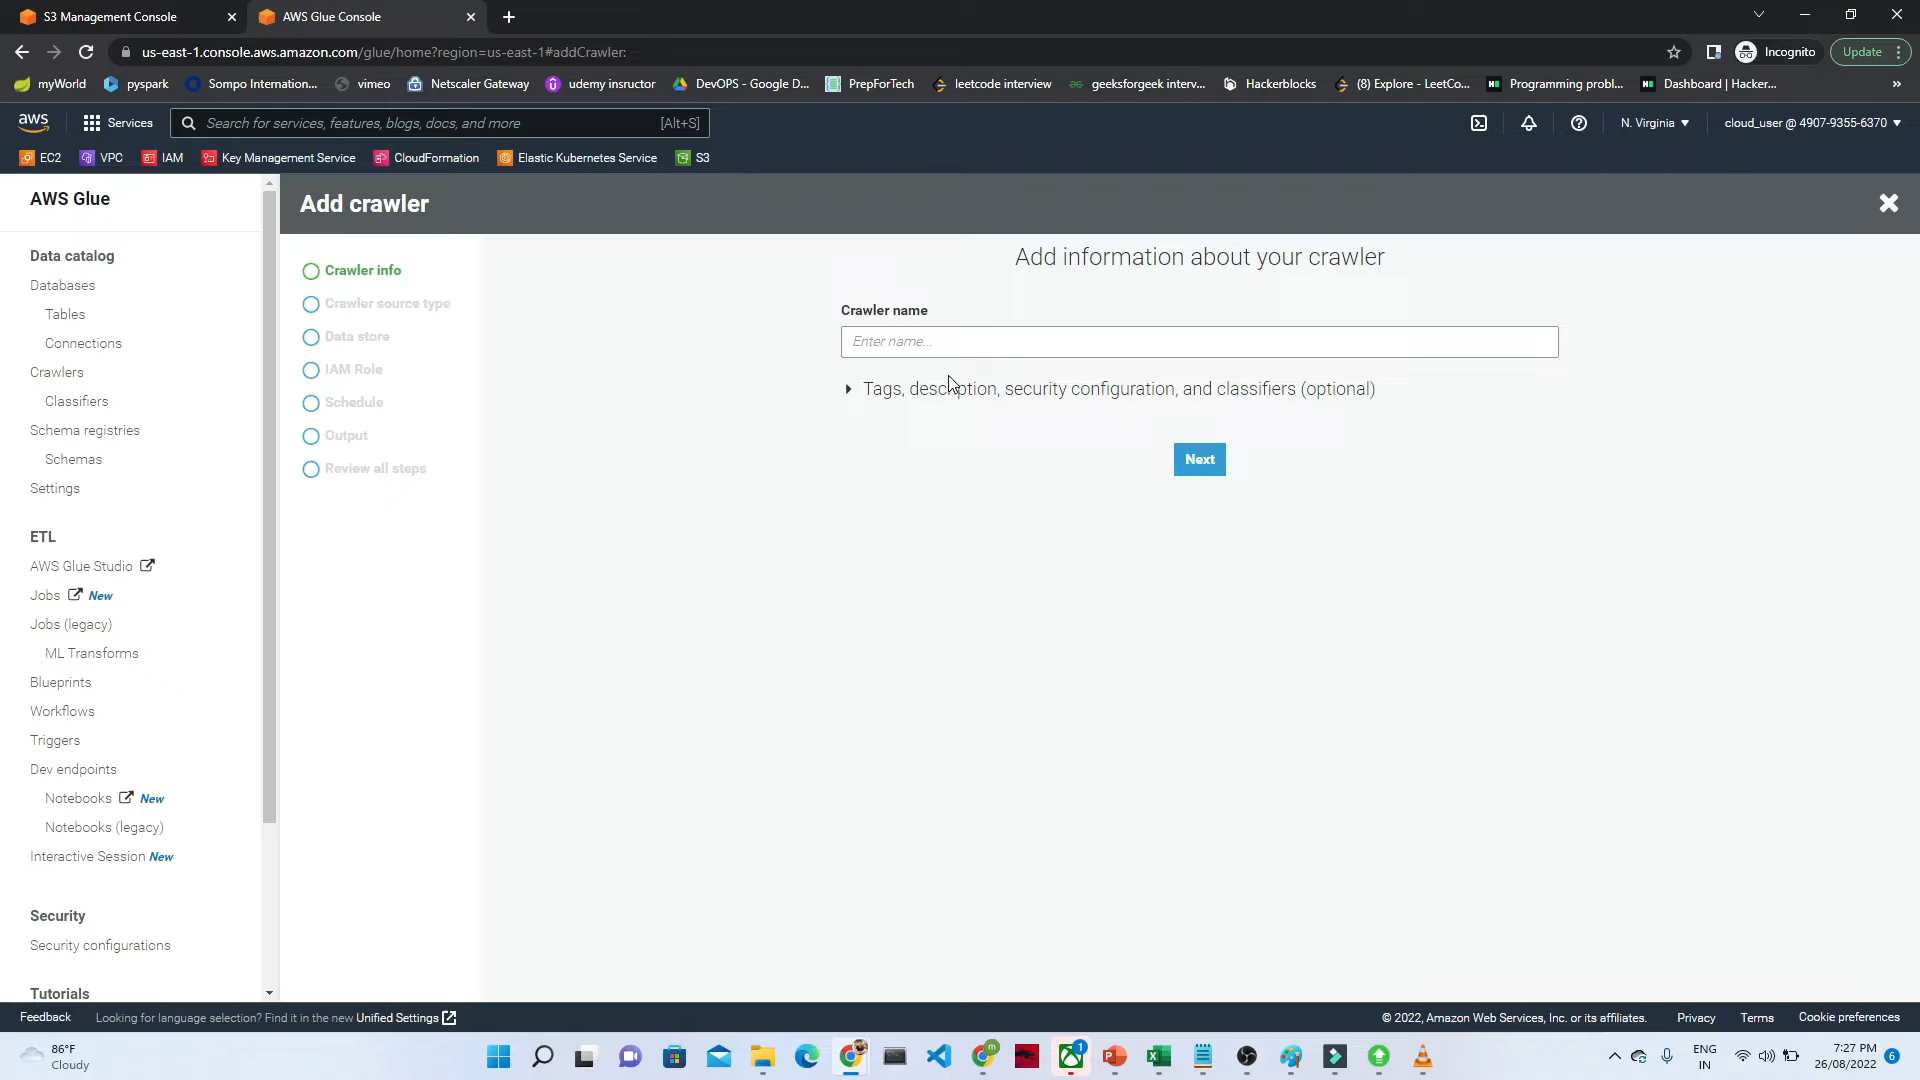 S3 Management Console
AWS Glue Console
us-east-1.console.aws.amazon.com/glue/home?region=us-east-1#addCrawler:
Incognito
Update
myWorld
pyspark
Sompo Internation...
vimeo
Netscaler Gateway
udemy insructor
DevOPS - Google D...
PrepForTech
leetcode interview
geeksforgeek interv...
Hackerblocks
(8) Explore - LeetCo...
Programming probl...
Dashboard | Hacker...
»
aws
Services
Search for services, features, blogs, docs, and more
[Alt+S]
N. Virginia
cloud_user @ 4907-9355-6370
EC2
VPC
IAM
Key Management Service
CloudFormation
Elastic Kubernetes Service
S3
AWS Glue
Data catalog
Databases
Tables
Connections
Crawlers
Classifiers
Schema registries
Schemas
Settings
ETL
AWS Glue Studio
Jobs New
Jobs (legacy)
ML Transforms
Blueprints
Workflows
Triggers
Dev endpoints
Notebooks New
Notebooks (legacy)
Interactive Session New
Security
Security configurations
Tutorials
Add crawler
Crawler info
Crawler source type
Data store
IAM Role
Schedule
Output
Review all steps
Add information about your crawler
Crawler name
Enter name...
Tags, description, security configuration, and classifiers (optional)
Next
Feedback
Looking for language selection? Find it in the new Unified Settings
© 2022, Amazon Web Services, Inc. or its affiliates.
Privacy
Terms
Cookie preferences
86°F
Cloudy
m
1
ENG
IN
7:27 PM
26/08/2022
6